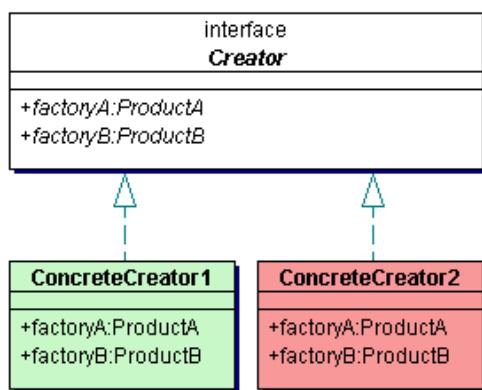 interface
Creator
+factoryA:ProductA
+factoryB:ProductB
ConcreteCreator1
+factoryA:ProductA
+factoryB:ProductB
ConcreteCreator2
+factoryA:ProductA
+factoryB:ProductB